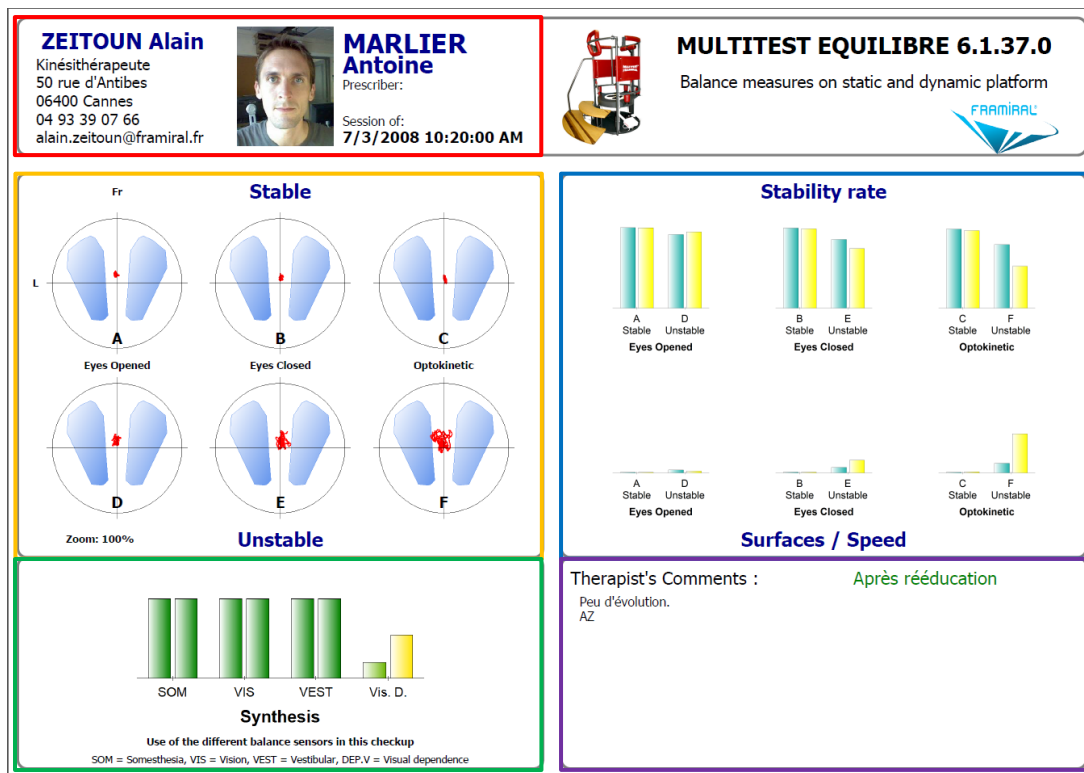 ZEITOUN Alain
Kinésithérapeute
50 rue d'Antibes
06400 Cannes
04 93 39 07 66
alain.zeitoun@framiral.fr
MARLIER
Antoine
Prescriber:
Session of:
7/3/2008 10:20:00 AM
MULTITEST EQUILIBRE 6.1.37.0
Balance measures on static and dynamic platform
FRAMIRAL
Stable
Fr
L
A
B
C
Eyes Opened
Eyes Closed
Optokinetic
D
E
F
Zoom: 100%
Unstable
Stability rate
A D
Stable Unstable
Eyes Opened
B E
Stable Unstable
Eyes Closed
C F
Stable Unstable
Optokinetic
A D
Stable Unstable
Eyes Opened
B E
Stable Unstable
Eyes Closed
C F
Stable Unstable
Optokinetic
Surfaces / Speed
SOM VIS VEST Vis. D.
Synthesis
Use of the different balance sensors in this checkup
SOM = Somesthesia, VIS = Vision, VEST = Vestibular, DEP.V = Visual dependence
Therapist's Comments : Après rééducation
Peu d'évolution.
AZ